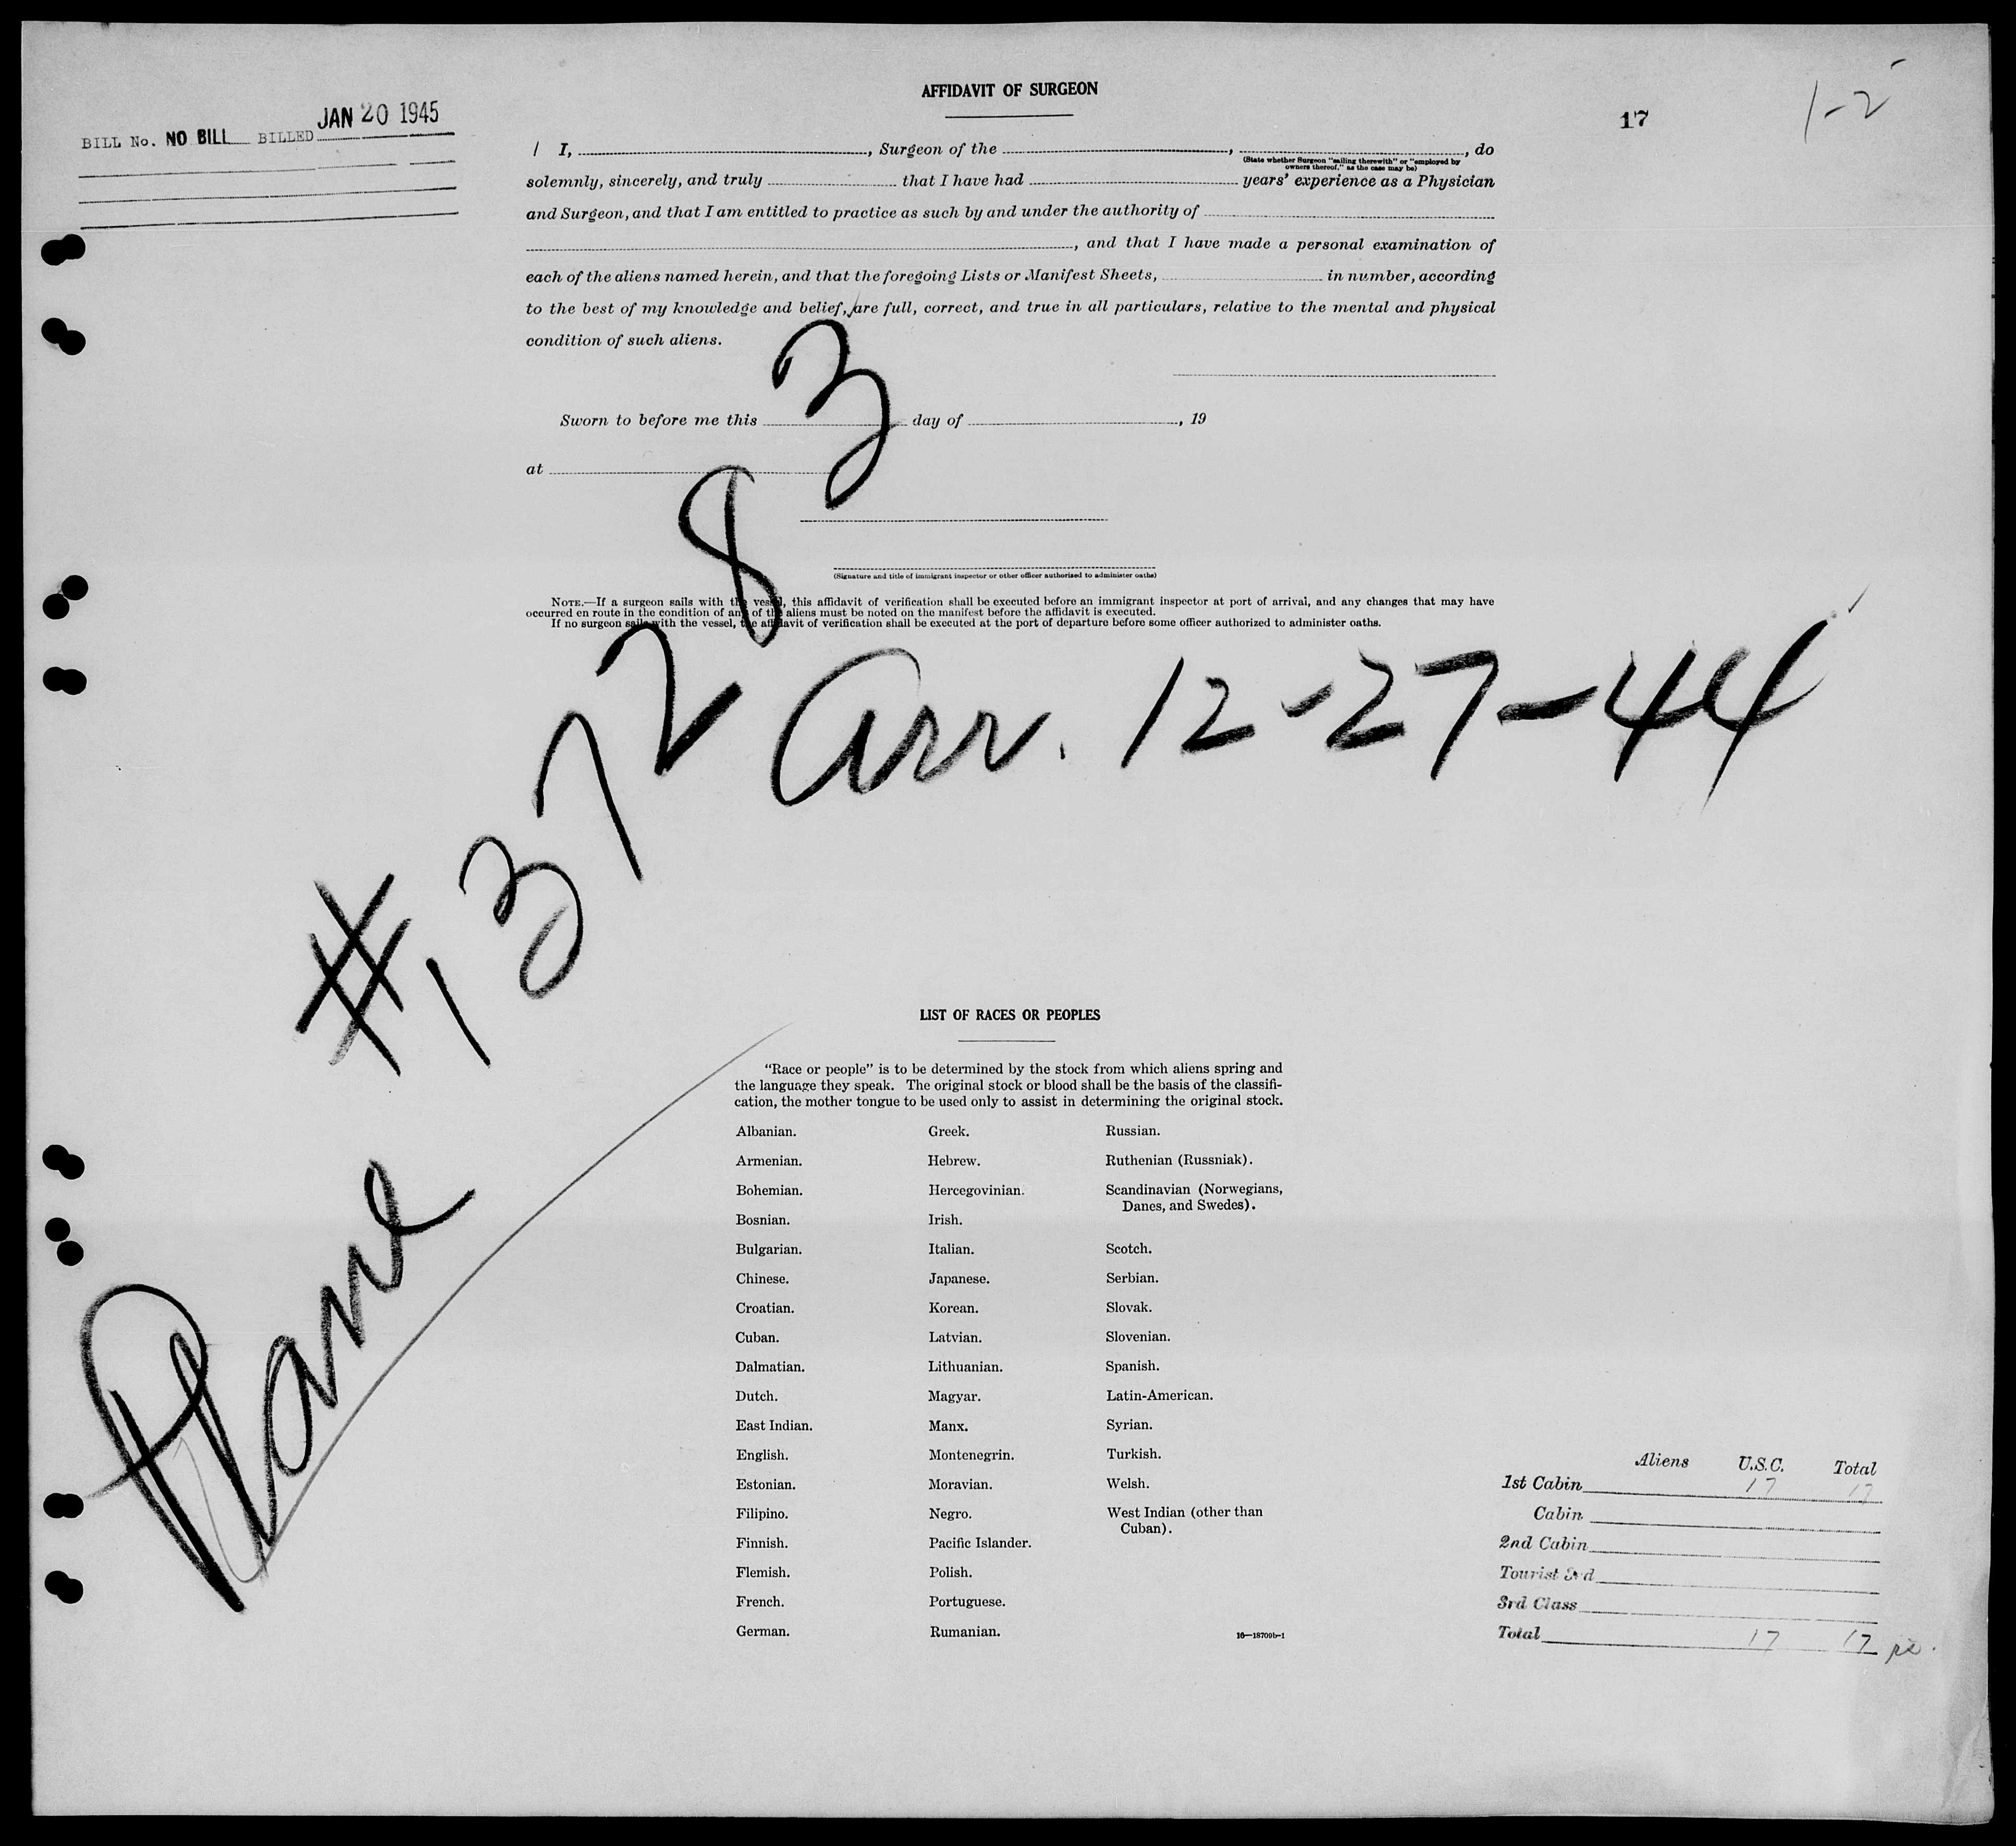 AFFIDAVIT OF SURGEON
17
1-2
BILL No. NO BILL BILLED JAN 20 1945
I, , Surgeon of the , , do
(State whether Surgeon "sailing therewith" or "employed by owners thereof," as the case may be)
solemnly, sincerely, and truly that I have had years' experience as a Physician
and Surgeon, and that I am entitled to practice as such by and under the authority of
, and that I have made a personal examination of
each of the aliens named herein, and that the foregoing Lists or Manifest Sheets, in number, according
to the best of my knowledge and belief, are full, correct, and true in all particulars, relative to the mental and physical
condition of such aliens.
Sworn to before me this day of , 19
at
(Signature and title of immigrant inspector or other officer authorized to administer oaths)
NOTE.—If a surgeon sails with the vessel, this affidavit of verification shall be executed before an immigrant inspector at port of arrival, and any changes that may have
occurred en route in the condition of any of the aliens must be noted on the manifest before the affidavit is executed.
If no surgeon sails with the vessel, the affidavit of verification shall be executed at the port of departure before some officer authorized to administer oaths.
Plane #137283
arr. 12-27-44
LIST OF RACES OR PEOPLES
"Race or people" is to be determined by the stock from which aliens spring and
the language they speak. The original stock or blood shall be the basis of the classifi-
cation, the mother tongue to be used only to assist in determining the original stock.
Albanian. Greek. Russian.
Armenian. Hebrew. Ruthenian (Russniak).
Bohemian. Hercegovinian. Scandinavian (Norwegians,
Danes, and Swedes).
Bosnian. Irish.
Bulgarian. Italian. Scotch.
Chinese. Japanese. Serbian.
Croatian. Korean. Slovak.
Cuban. Latvian. Slovenian.
Dalmatian. Lithuanian. Spanish.
Dutch. Magyar. Latin-American.
East Indian. Manx. Syrian.
English. Montenegrin. Turkish.
Estonian. Moravian. Welsh.
Filipino. Negro. West Indian (other than
Cuban).
Finnish. Pacific Islander.
Flemish. Polish.
French. Portuguese.
German. Rumanian.
16—18709b-1
Aliens U.S.C. Total
1st Cabin 17 17
Cabin
2nd Cabin
Tourist 3rd
3rd Class
Total 17 17